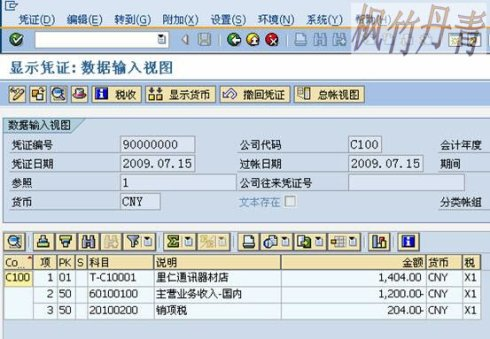 凭证(D) 编辑(E) 转到(G) 附加(X) 设置(S) 环境(N) 系统(Y) 帮助(H)
枫竹丹青
显示凭证: 数据输入视图
税收 显示货币 撤回凭证 总帐视图
数据输入视图
凭证编号 90000000 公司代码 C100 会计年度
凭证日期 2009.07.15 过帐日期 2009.07.15 期间
参照 1 公司往来凭证号
货币 CNY 文本存在 分类帐组
Co... 项 PK S 科目 说明 金额 货币 税
C100 1 01 T-C10001 里仁通讯器材店 1,404.00 CNY X1
2 50 60100100 主营业务收入-国内 1,200.00- CNY X1
3 50 20100200 销项税 204.00- CNY X1